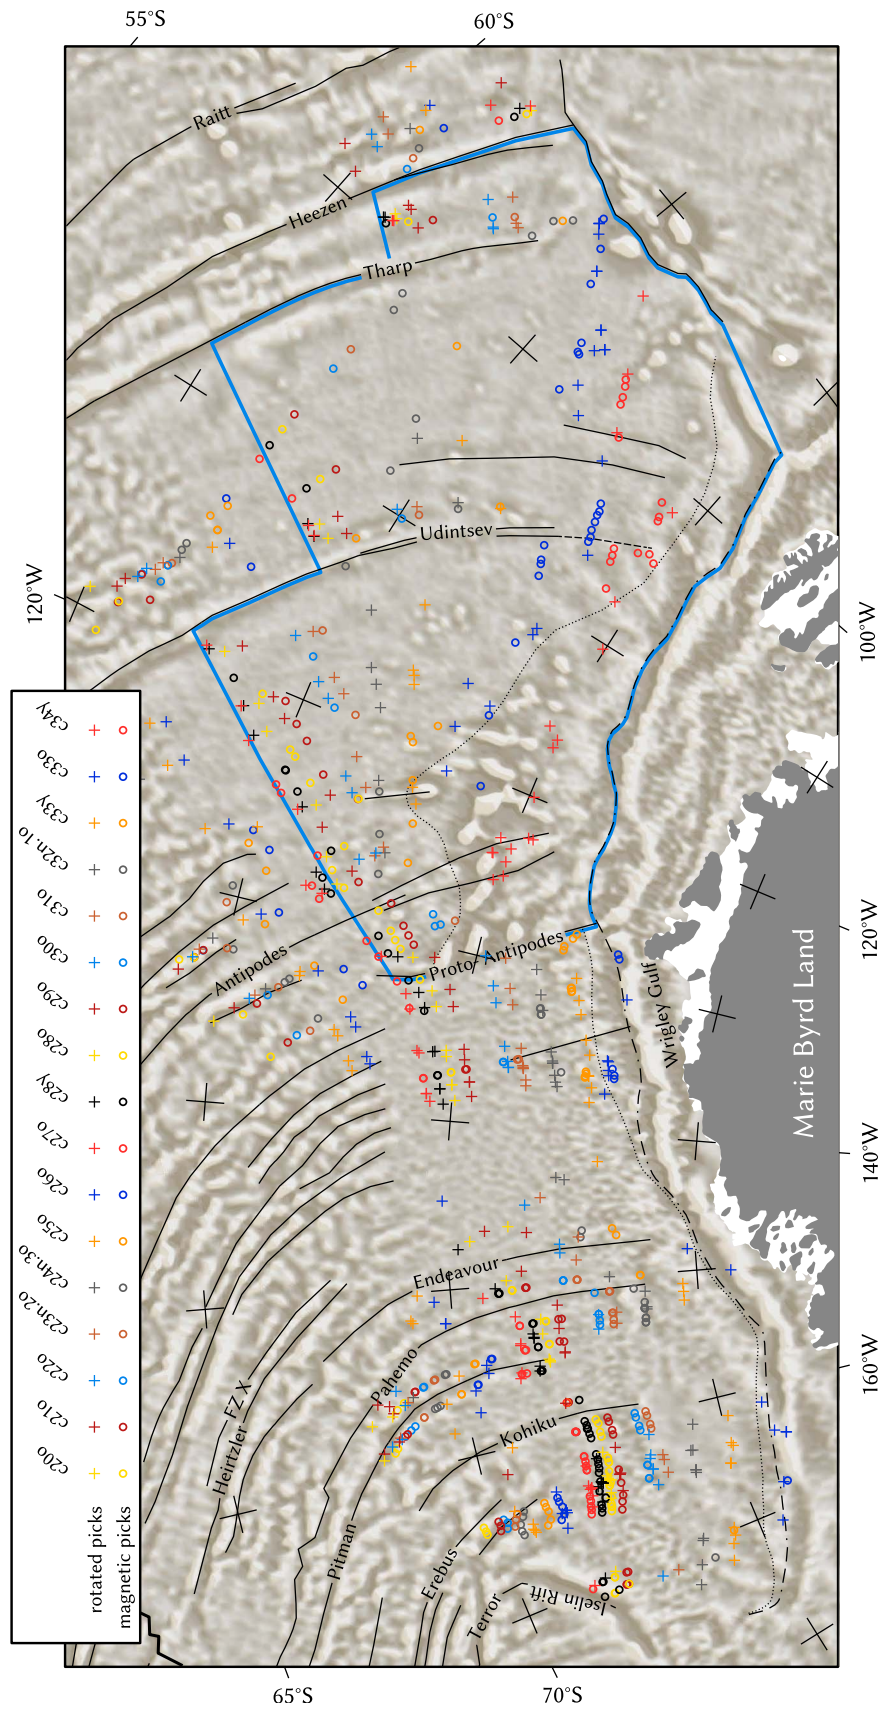 55°S
60°S
Raitt
Heezen
Tharp
Udintsev
120°W
100°W
c34y
c33o
c33y
c32n.1o
c31o
c30o
c29o
c28o
c28y
c27o
c26o
c25o
c24n.3o
c23n.2o
c22o
c21o
c20o
rotated picks
magnetic picks
Antipodes
Proto-Antipodes
120°W
Wrigley Gulf
Marie Byrd Land
140°W
Endeavour
160°W
Pahemo
FZ X
Heirtzler
Kohiku
Pitman
Erebus
Terror
Iselin Rift
65°S
70°S